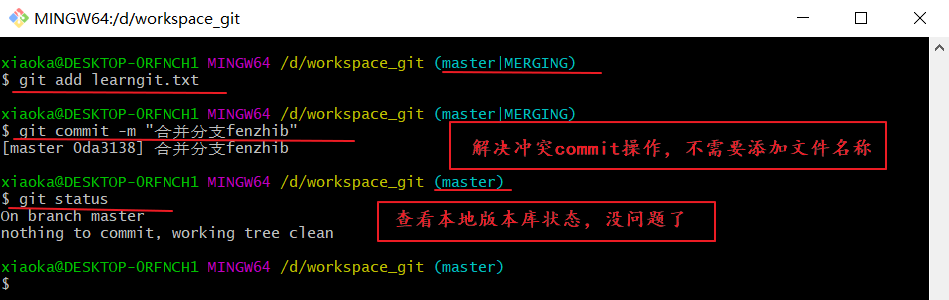 MINGW64:/d/workspace_git
xiaoka@DESKTOP-ORFNCH1 MINGW64 /d/workspace_git (master|MERGING)
$ git add learngit.txt
xiaoka@DESKTOP-ORFNCH1 MINGW64 /d/workspace_git (master|MERGING)
$ git commit -m "合并分支fenzhib"
[master 0da3138] 合并分支fenzhib
解决冲突commit操作，不需要添加文件名称
xiaoka@DESKTOP-ORFNCH1 MINGW64 /d/workspace_git (master)
$ git status
On branch master
nothing to commit, working tree clean
查看本地版本库状态，没问题了
xiaoka@DESKTOP-ORFNCH1 MINGW64 /d/workspace_git (master)
$